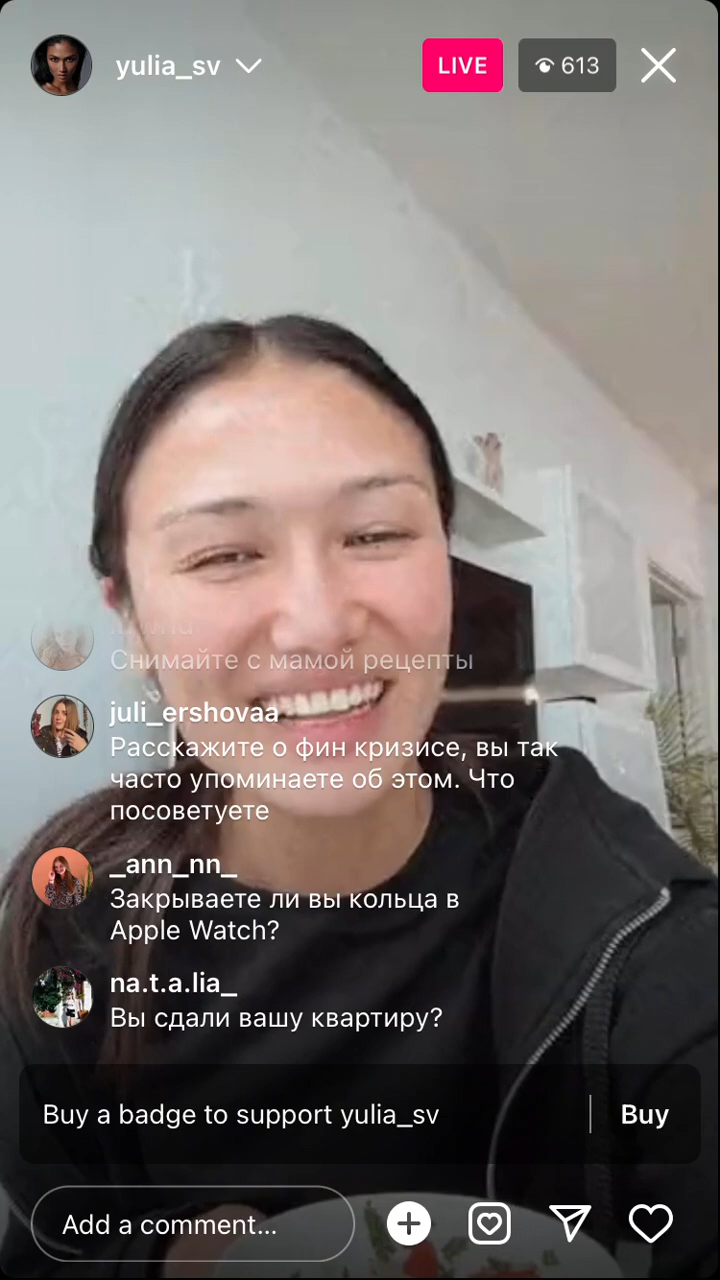 yulia_sv
LIVE
613
Снимайте с мамой рецепты
juli_ershovaa
Расскажите о фин кризисе, вы так
часто упоминаете об этом. Что
посоветуете
_ann_nn_
Закрываете ли вы кольца в
Apple Watch?
na.t.a.lia_
Вы сдали вашу квартиру?
Buy a badge to support yulia_sv
Buy
Add a comment...